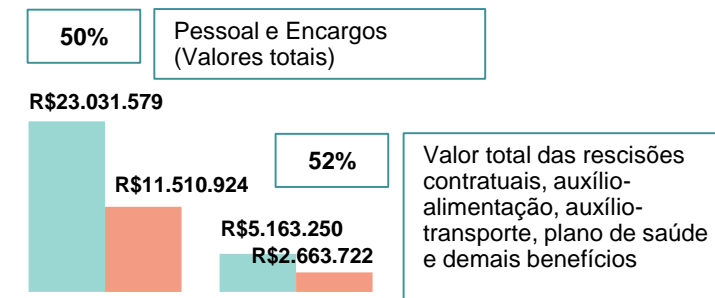 50%
Pessoal e Encargos
(Valores totais)
R$23.031.579
R$11.510.924
52%
Valor total das rescisões
contratuais, auxílio-
alimentação, auxílio-
transporte, plano de saúde
e demais benefícios
R$5.163.250
R$2.663.722